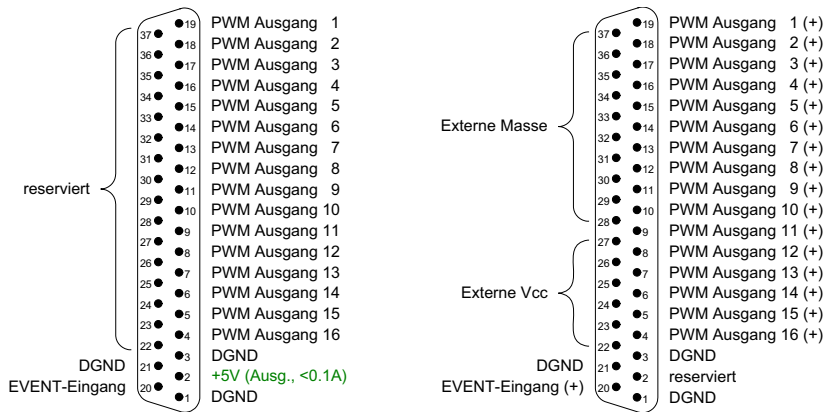 19 PWM Ausgang 1
37
18 PWM Ausgang 2
36
17 PWM Ausgang 3
35
16 PWM Ausgang 4
34
15 PWM Ausgang 5
33
14 PWM Ausgang 6
32
13 PWM Ausgang 7
31
12 PWM Ausgang 8
30
reserviert
11 PWM Ausgang 9
29
10 PWM Ausgang 10
28
9 PWM Ausgang 11
27
8 PWM Ausgang 12
26
7 PWM Ausgang 13
25
6 PWM Ausgang 14
24
5 PWM Ausgang 15
23
4 PWM Ausgang 16
22
3 DGND
DGND 21
2 +5V (Ausg., <0.1A)
EVENT-Eingang 20
1 DGND
19 PWM Ausgang 1 (+)
37
18 PWM Ausgang 2 (+)
36
17 PWM Ausgang 3 (+)
35
16 PWM Ausgang 4 (+)
34
15 PWM Ausgang 5 (+)
33
Externe Masse
14 PWM Ausgang 6 (+)
32
13 PWM Ausgang 7 (+)
31
12 PWM Ausgang 8 (+)
30
11 PWM Ausgang 9 (+)
29
10 PWM Ausgang 10 (+)
28
9 PWM Ausgang 11 (+)
27
8 PWM Ausgang 12 (+)
26
7 PWM Ausgang 13 (+)
25
Externe Vcc
6 PWM Ausgang 14 (+)
24
5 PWM Ausgang 15 (+)
23
4 PWM Ausgang 16 (+)
22
3 DGND
DGND 21
2 reserviert
EVENT-Eingang (+) 20
1 DGND